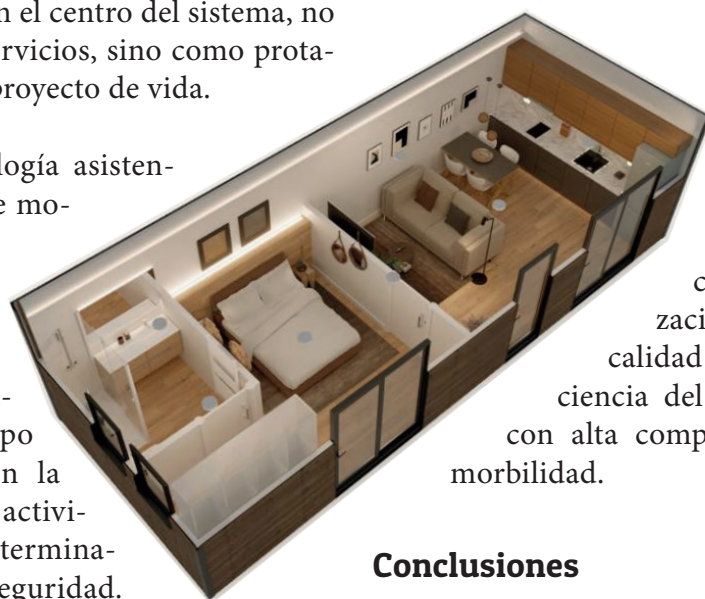 n el centro del sistema, no
ervicios, sino como prota-
proyecto de vida.
logía asisten-
e mo-
-
po
n la
activi-
termina-
eguridad.
c
zaci
calidad
ciencia del
con alta comp
morbilidad.
Conclusiones